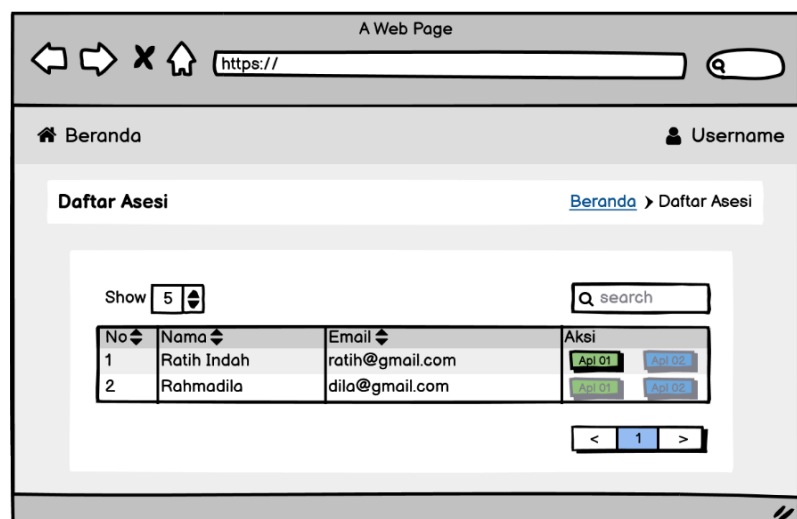 A Web Page
https://
Beranda
Username
Daftar Asesi
Beranda > Daftar Asesi
Show 5
search
No Nama Email Aksi
1 Ratih Indah ratih@gmail.com Apl 01 Apl 02
2 Rahmadila dila@gmail.com Apl 01 Apl 02
< 1 >